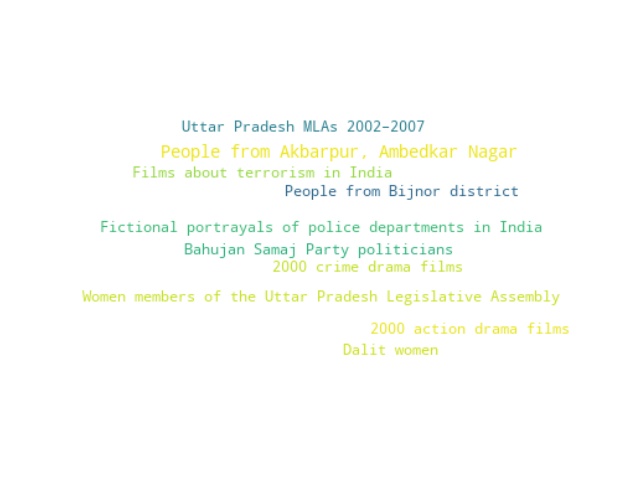 Uttar Pradesh MLAs 2002–2007
People from Akbarpur, Ambedkar Nagar
Films about terrorism in India
People from Bijnor district
Fictional portrayals of police departments in India
Bahujan Samaj Party politicians
2000 crime drama films
Women members of the Uttar Pradesh Legislative Assembly
2000 action drama films
Dalit women